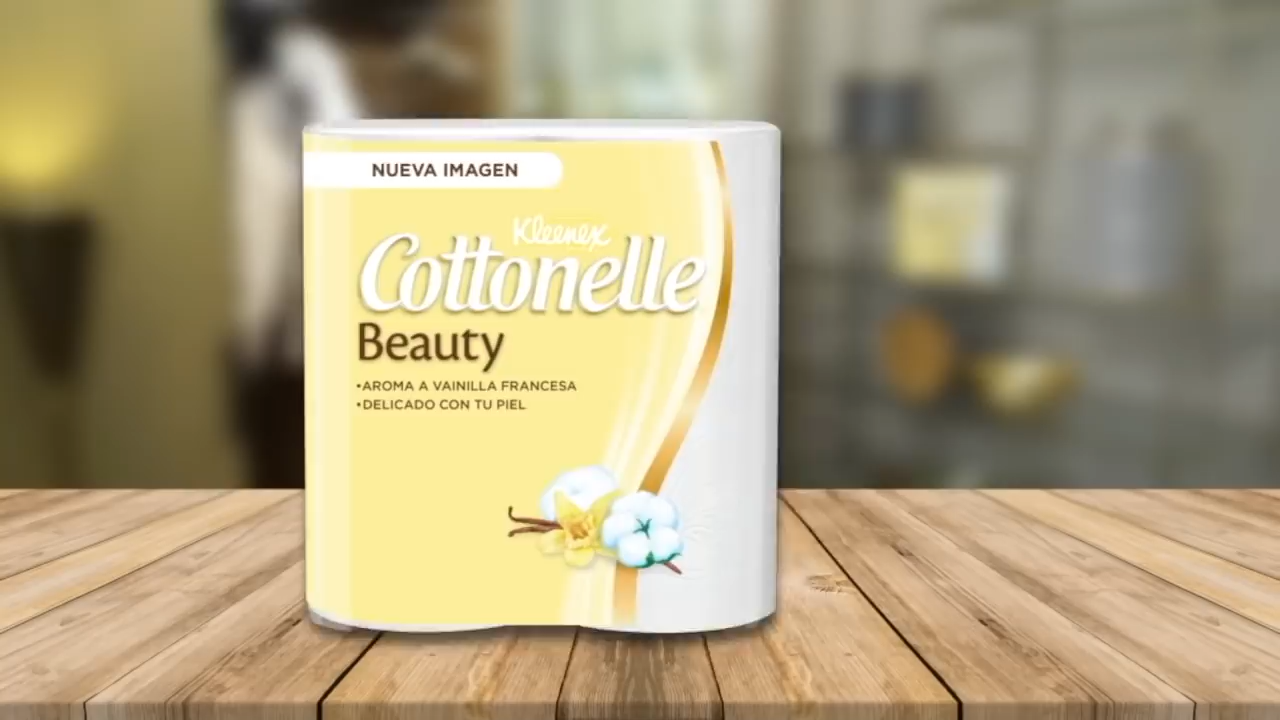 NUEVA IMAGEN
Kleenex
Cottonelle
Beauty
•AROMA A VAINILLA FRANCESA
•DELICADO CON TU PIEL